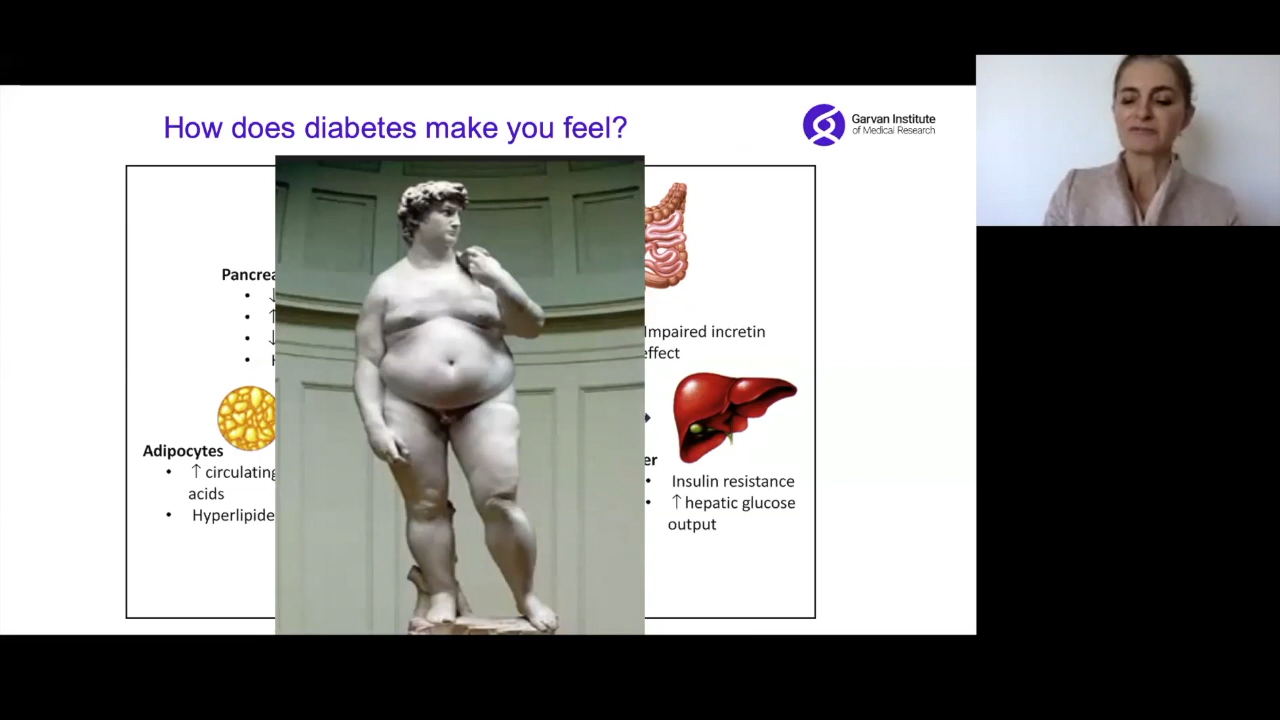 How does diabetes make you feel?
Garvan Institute
of Medical Research
Pancrea
• ↓
• ↑
• ↓
•
Impaired incretin
effect
Adipocytes
• ↑ circulating
acids
• Hyperlipide
er
• Insulin resistance
• ↑ hepatic glucose
output